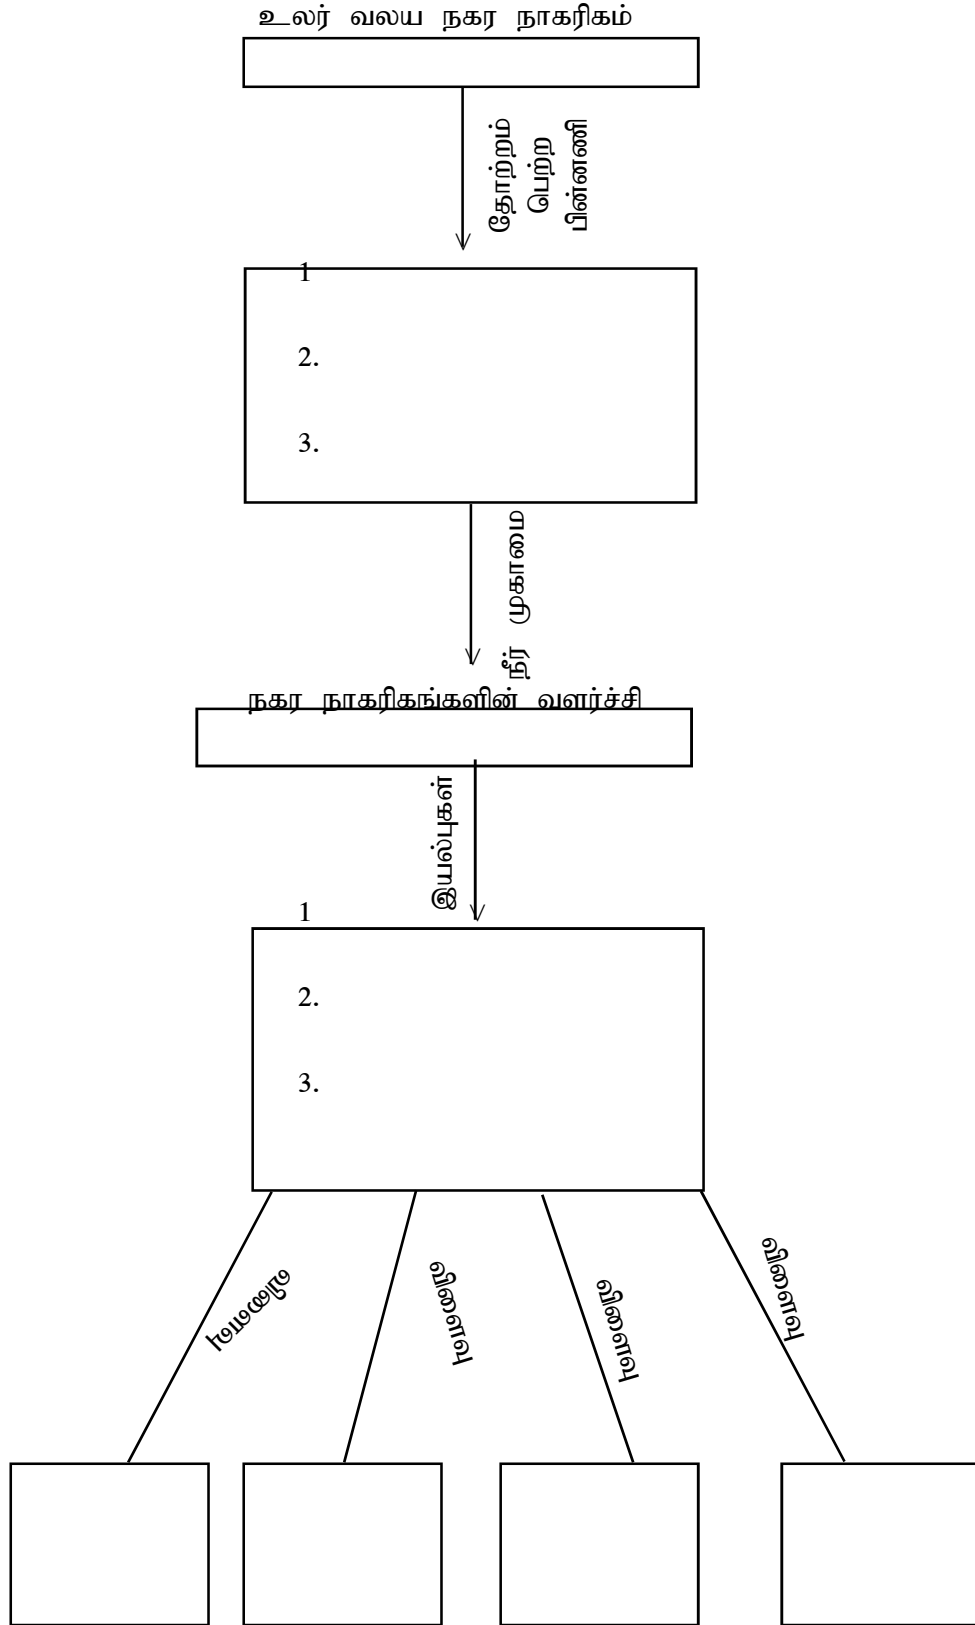 உலர் வலய நகர நாகரிகம்
தோற்றம்
பெற்ற
பின்னணி
1
2.
3.
நீர் முகாமை
நகர நாகரிகங்களின் வளர்ச்சி
இயல்புகள்
1
2.
3.
விளைவு
விளைவு
விளைவு
விளைவு